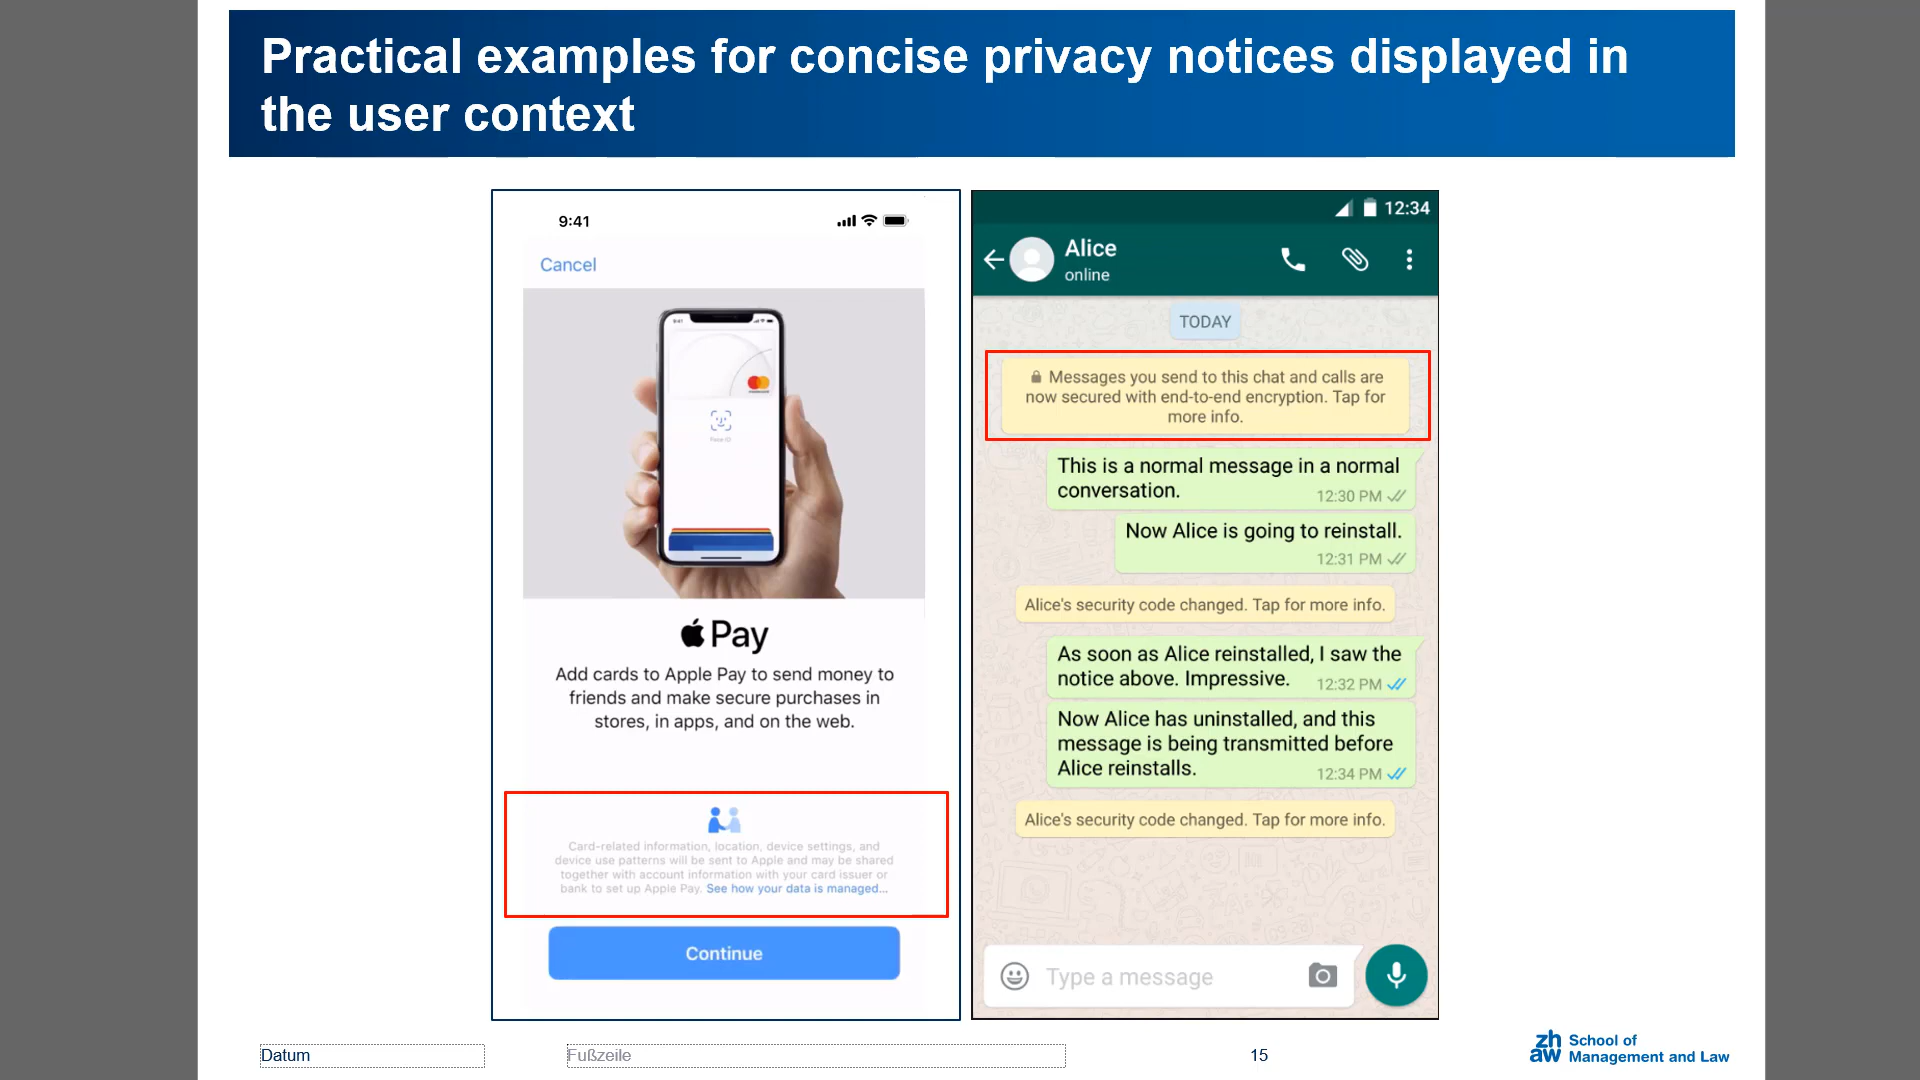 Practical examples for concise privacy notices displayed in
the user context
9:41
Cancel
Pay
Add cards to Apple Pay to send money to
friends and make secure purchases in
stores, in apps, and on the web.
Card-related information, location, device settings, and
device use patterns will be sent to Apple and may be shared
together with account information with your card issuer or
bank to set up Apple Pay. See how your data is managed...
Continue
12:34
Alice
online
TODAY
Messages you send to this chat and calls are
now secured with end-to-end encryption. Tap for
more info.
This is a normal message in a normal
conversation.
12:30 PM
Now Alice is going to reinstall.
12:31 PM
Alice's security code changed. Tap for more info.
As soon as Alice reinstalled, I saw the
notice above. Impressive.
12:32 PM
Now Alice has uninstalled, and this
message is being transmitted before
Alice reinstalls.
12:34 PM
Alice's security code changed. Tap for more info.
Type a message
Datum
Fußzeile
15
zh
aw
School of
Management and Law